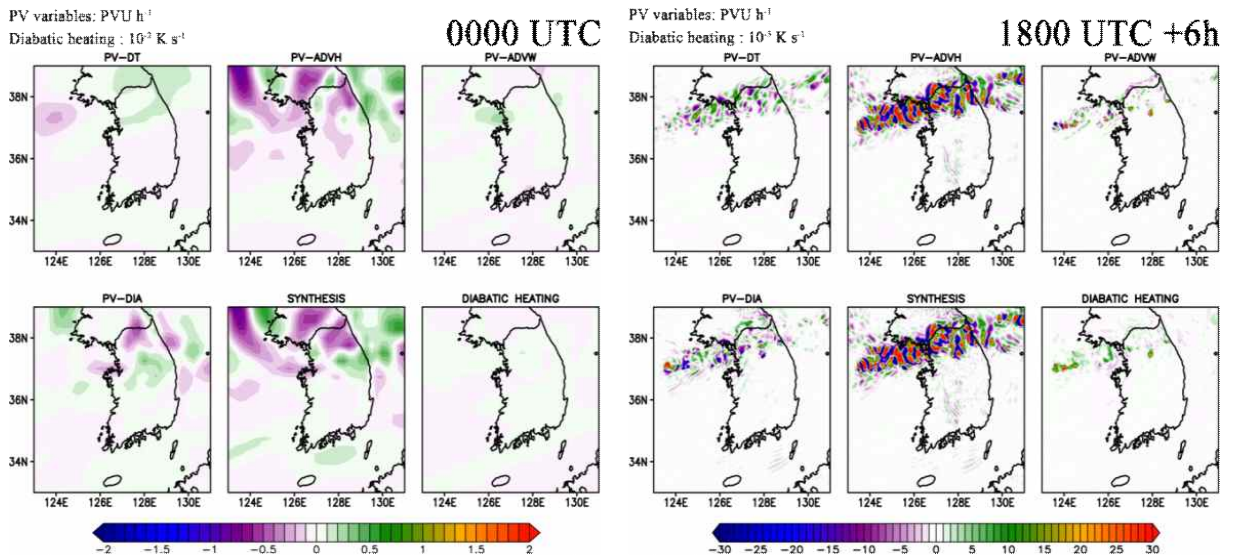 PV variables: PVU h⁻¹
Diabatic heating : 10⁻² K s⁻¹
0000 UTC
PV-DT PV-ADVH PV-ADVW
38N
36N
34N
124E 126E 128E 130E 124E 126E 128E 130E 124E 126E 128E 130E
PV-DIA SYNTHESIS DIABATIC HEATING
38N
36N
34N
124E 126E 128E 130E 124E 126E 128E 130E 124E 126E 128E 130E
-2 -1.5 -1 -0.5 0 0.5 1 1.5 2
PV variables: PVU h⁻¹
Diabatic heating : 10⁻⁵ K s⁻¹
1800 UTC +6h
PV-DT PV-ADVH PV-ADVW
38N
36N
34N
124E 126E 128E 130E 124E 126E 128E 130E 124E 126E 128E 130E
PV-DIA SYNTHESIS DIABATIC HEATING
38N
36N
34N
124E 126E 128E 130E 124E 126E 128E 130E 124E 126E 128E 130E
-30 -25 -20 -15 -10 -5 0 5 10 15 20 25 30